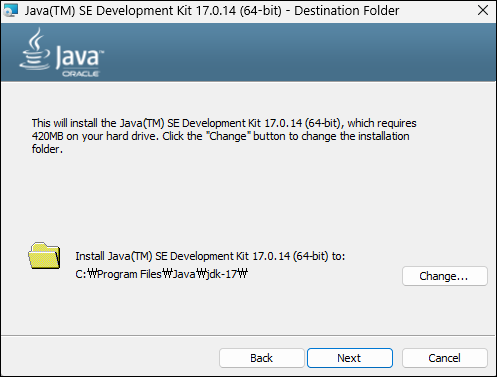 Java(TM) SE Development Kit 17.0.14 (64-bit) - Destination Folder
Java™
ORACLE
This will install the Java(TM) SE Development Kit 17.0.14 (64-bit), which requires
420MB on your hard drive. Click the "Change" button to change the installation
folder.
Install Java(TM) SE Development Kit 17.0.14 (64-bit) to:
C:₩Program Files₩Java₩jdk-17₩
Change...
Back
Next
Cancel